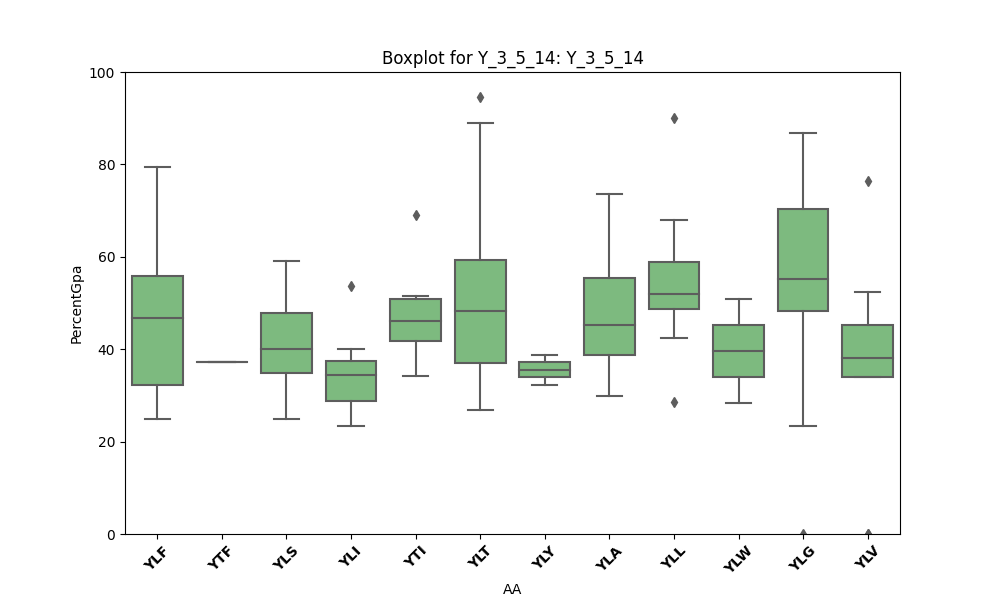 Boxplot for Y_3_5_14: Y_3_5_14
100
80
60
40
20
0
PercentGpa
YLF YTF YLS YLI YTI YLT YLY YLA YLL YLW YLG YLV
AA